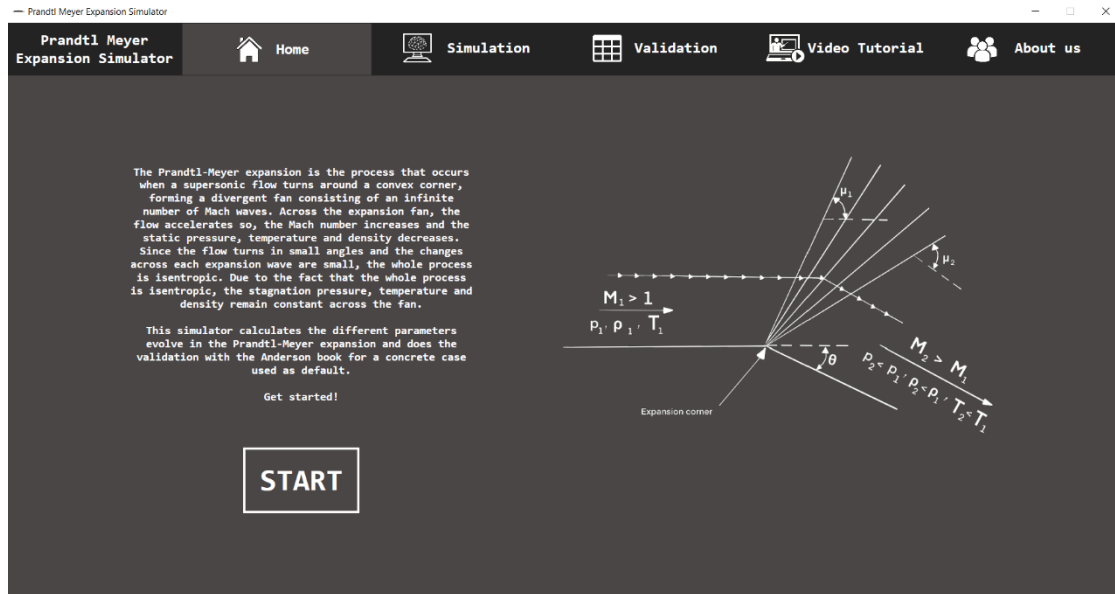 Prandtl Meyer Expansion Simulator
Prandtl Meyer
Expansion Simulator
Home
Simulation
Validation
Video Tutorial
About us
The Prandtl-Meyer expansion is the process that occurs
when a supersonic flow turns around a convex corner,
forming a divergent fan consisting of an infinite
number of Mach waves. Across the expansion fan, the
flow accelerates so, the Mach number increases and the
static pressure, temperature and density decreases.
Since the flow turns in small angles and the changes
across each expansion wave are small, the whole process
is isentropic. Due to the fact that the whole process
is isentropic, the stagnation pressure, temperature and
density remain constant across the fan.
This simulator calculates the different parameters
evolve in the Prandtl-Meyer expansion and does the
validation with the Anderson book for a concrete case
used as default.
Get started!
START
μ₁
μ₂
M₁ > 1
p₁, ρ₁, T₁
θ
M₂ > M₁
p₂< p₁, ρ₂<ρ₁, T₂<T₁
Expansion corner